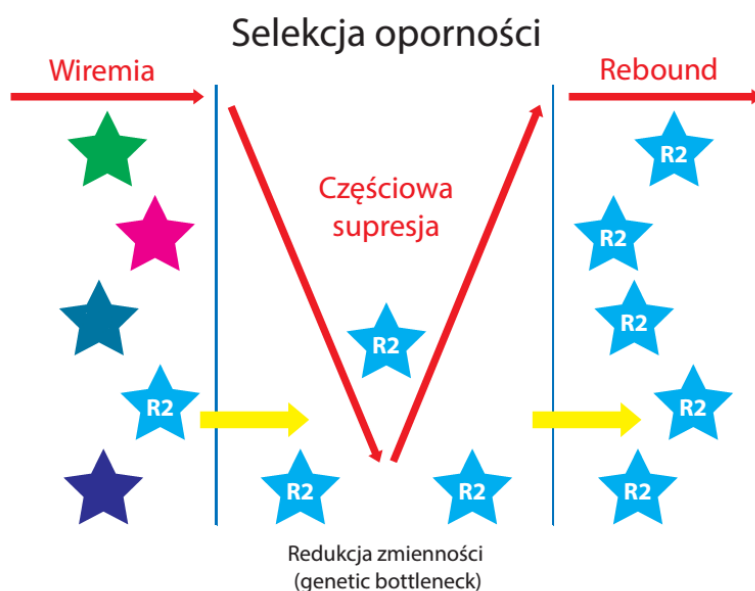 Selekcja oporności
Wiremia
Rebound
R2
Częściowa
supresja
R2
R2
R2
R2
R2
R2
R2
R2
R2
Redukcja zmienności
(genetic bottleneck)